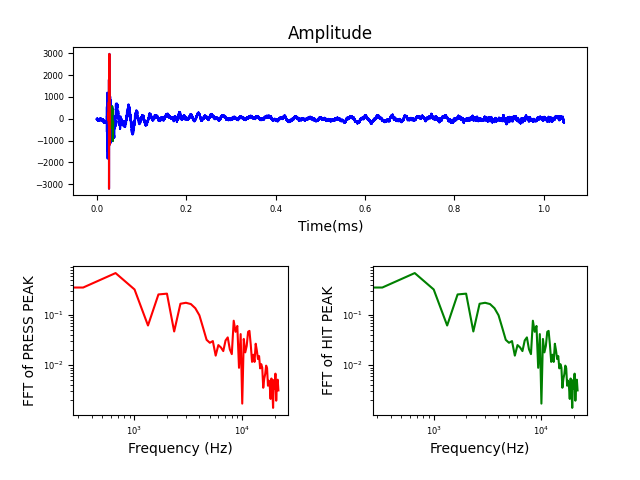 Amplitude
3000
2000
1000
0
−1000
−2000
−3000
0.0 0.2 0.4 0.6 0.8 1.0
Time(ms)
FFT of PRESS PEAK
10⁻¹
10⁻²
10³ 10⁴
Frequency (Hz)
FFT of HIT PEAK
10⁻¹
10⁻²
10³ 10⁴
Frequency(Hz)